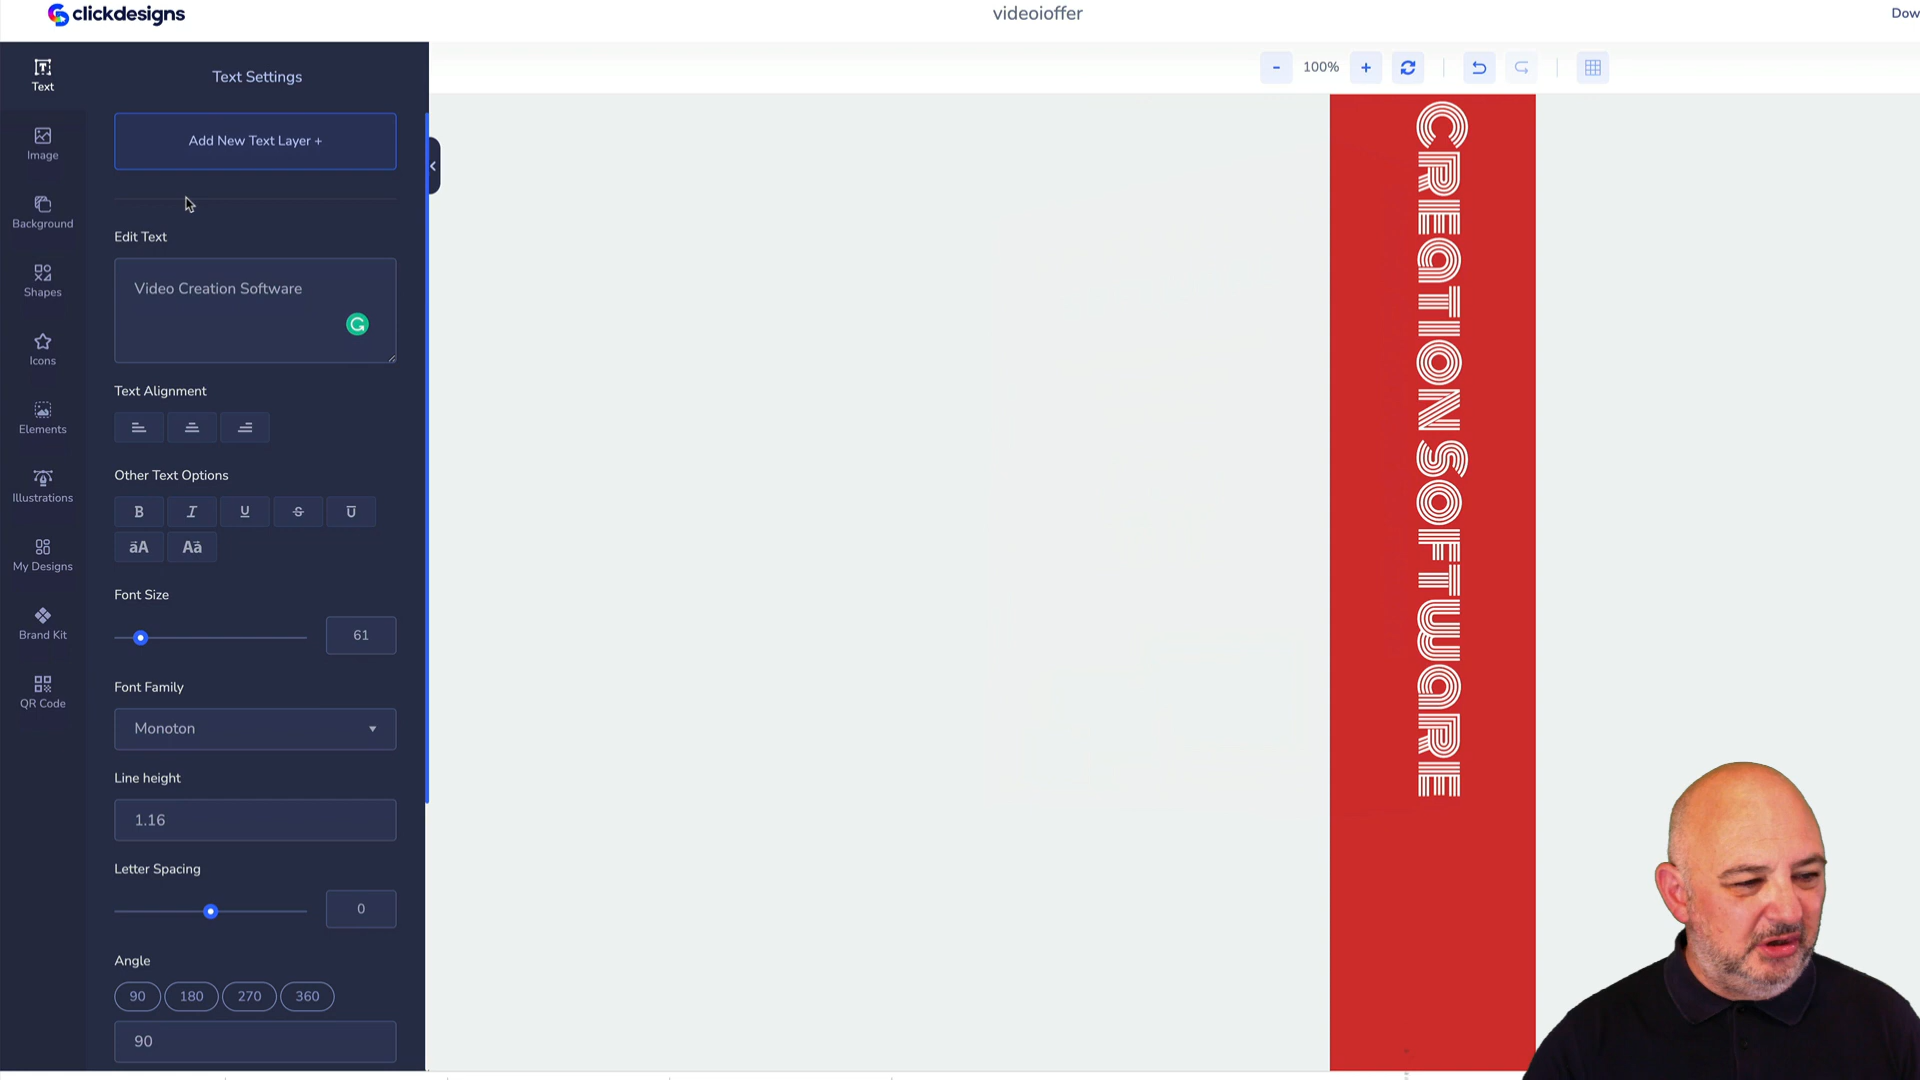 clickdesigns
videoioffer
Dow
Text
Text Settings
- 100% +
Add New Text Layer +
Image
Background
Edit Text
Shapes
Video Creation Software
Icons
Text Alignment
Elements
Other Text Options
Illustrations
B I U S U
äA Aä
My Designs
Font Size
Brand Kit
61
Font Family
QR Code
Monoton
Line height
1.16
Letter Spacing
0
Angle
90 180 270 360
90
CREATION SOFTWARE